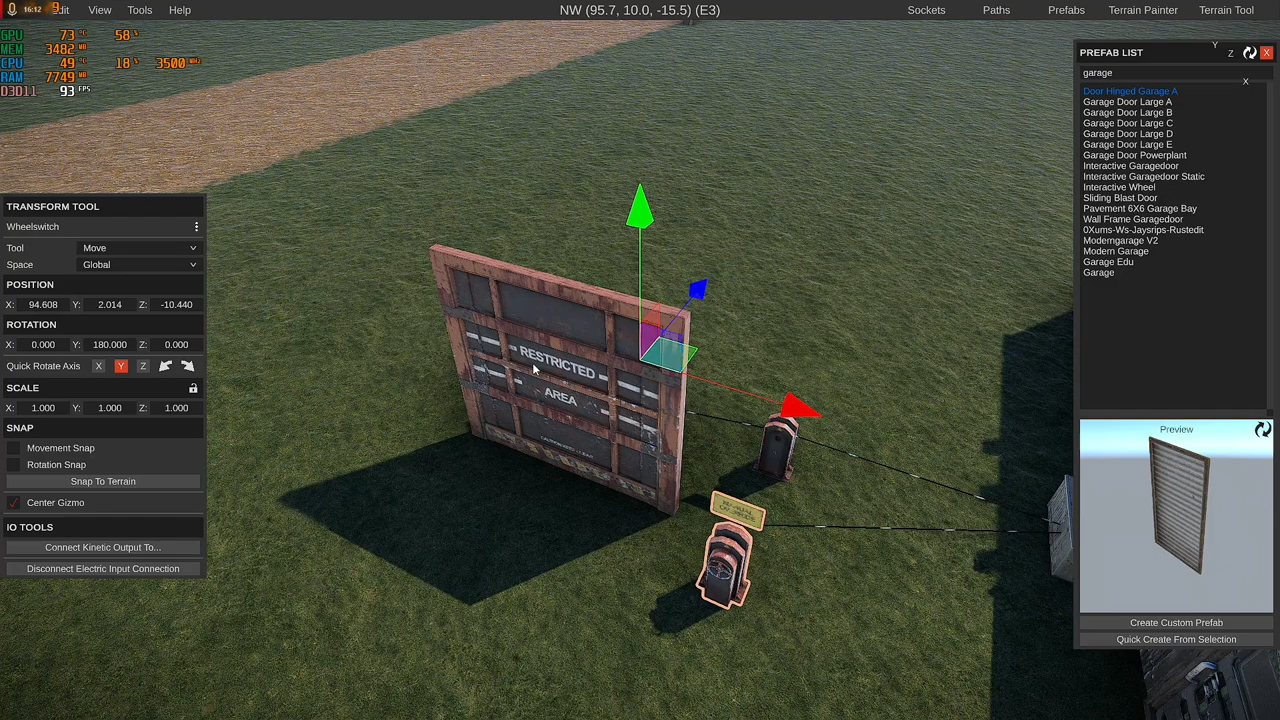 16:12
Edit View Tools Help
NW (95.7, 10.0, -15.5) (E3)
Sockets Paths Prefabs Terrain Painter Terrain Tool
GPU 73 °C 58 %
MEM 3482 MB
CPU 49 °C 18 % 3500 MHz
RAM 7749 MB
D3D11 93 FPS
TRANSFORM TOOL
Wheelswitch
Tool Move
Space Global
POSITION
X: 94.608 Y: 2.014 Z: -10.440
ROTATION
X: 0.000 Y: 180.000 Z: 0.000
Quick Rotate Axis X Y Z
SCALE
X: 1.000 Y: 1.000 Z: 1.000
SNAP
Movement Snap
Rotation Snap
Snap To Terrain
Center Gizmo
IO TOOLS
Connect Kinetic Output To...
Disconnect Electric Input Connection
RESTRICTED
AREA
Y
PREFAB LIST Z X
garage
X
Door Hinged Garage A
Garage Door Large A
Garage Door Large B
Garage Door Large C
Garage Door Large D
Garage Door Large E
Garage Door Powerplant
Interactive Garagedoor
Interactive Garagedoor Static
Interactive Wheel
Sliding Blast Door
Pavement 6X6 Garage Bay
Wall Frame Garagedoor
0Xums-Ws-Jaysrips-Rustedit
Moderngarage V2
Modern Garage
Garage Edu
Garage
Preview
Create Custom Prefab
Quick Create From Selection